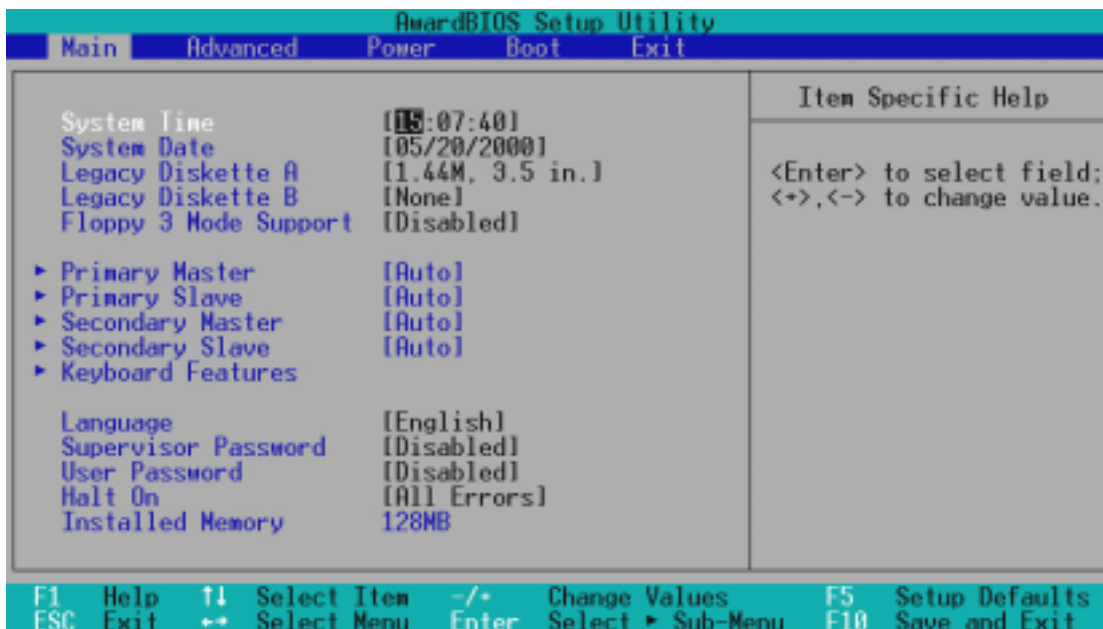 AwardBIOS Setup Utility
Main Advanced Power Boot Exit
System Time [15:07:40]
System Date [05/20/2000]
Legacy Diskette A [1.44M, 3.5 in.]
Legacy Diskette B [None]
Floppy 3 Mode Support [Disabled]
▶ Primary Master [Auto]
▶ Primary Slave [Auto]
▶ Secondary Master [Auto]
▶ Secondary Slave [Auto]
▶ Keyboard Features
Language [English]
Supervisor Password [Disabled]
User Password [Disabled]
Halt On [All Errors]
Installed Memory 128MB
Item Specific Help
<Enter> to select field;
<+>,<-> to change value.
F1 Help ↑↓ Select Item -/+ Change Values F5 Setup Defaults
ESC Exit ←→ Select Menu Enter Select ▶ Sub-Menu F10 Save and Exit